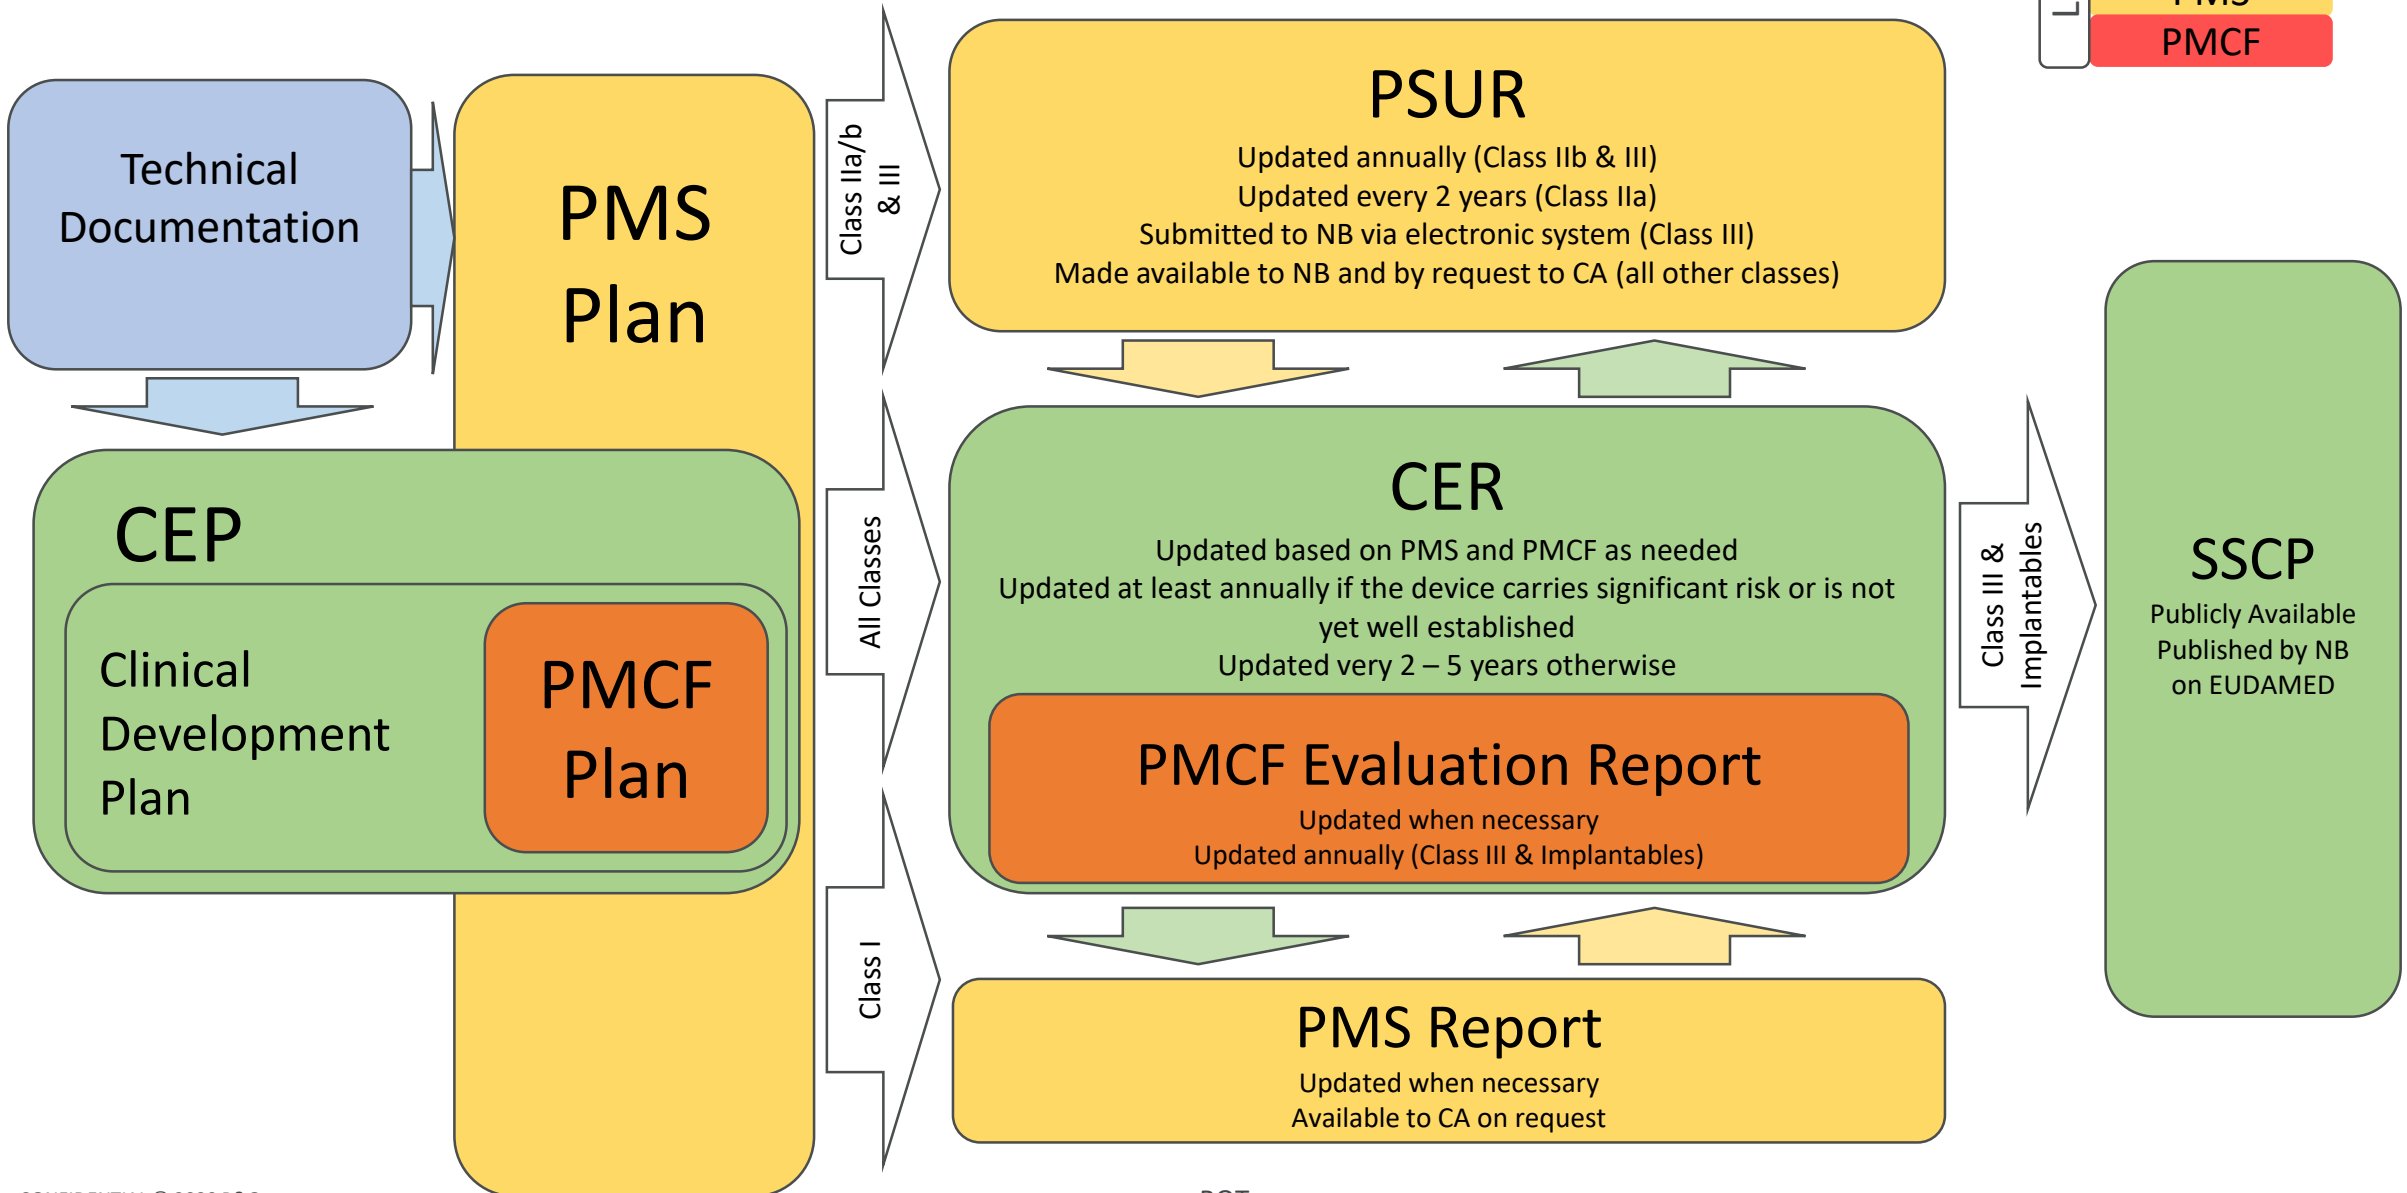 PMS
PMCF
Technical
Documentation
PMS
Plan
Class IIa/b
& III
PSUR
Updated annually (Class IIb & III)
Updated every 2 years (Class IIa)
Submitted to NB via electronic system (Class III)
Made available to NB and by request to CA (all other classes)
CEP
Clinical
Development
Plan
PMCF
Plan
All Classes
CER
Updated based on PMS and PMCF as needed
Updated at least annually if the device carries significant risk or is not
yet well established
Updated very 2 – 5 years otherwise
PMCF Evaluation Report
Updated when necessary
Updated annually (Class III & Implantables)
Class III &
Implantables
SSCP
Publicly Available
Published by NB
on EUDAMED
Class I
PMS Report
Updated when necessary
Available to CA on request